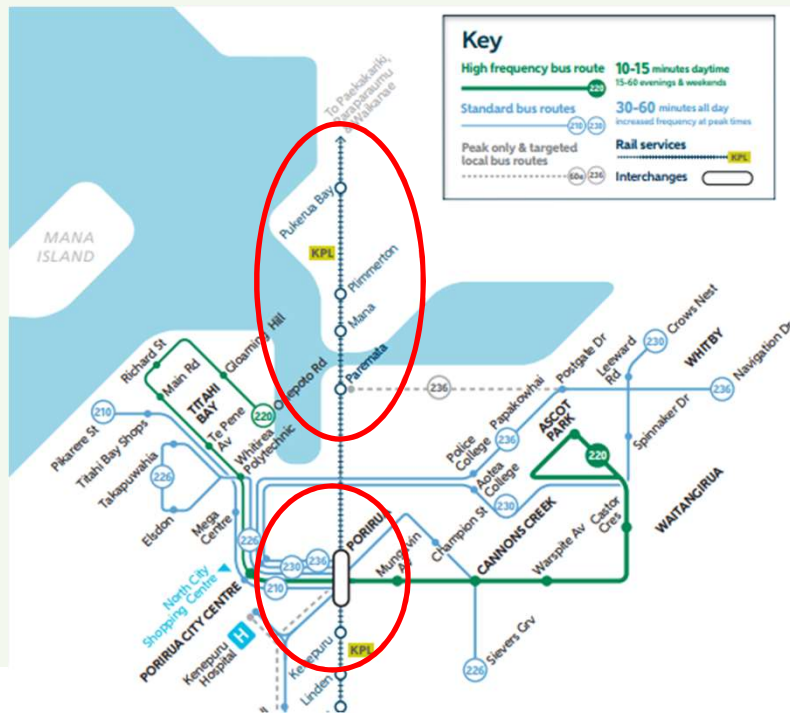 Key
High frequency bus route
220
10-15 minutes daytime
15-60 evenings & weekends
Standard bus routes
210 230
30-60 minutes all day
increased frequency at peak times
Peak only & targeted
local bus routes
60e 236
Rail services
KPL
Interchanges
To Paekakariki,
Paraparaumu
& Waikanae
MANA
ISLAND
Pukerua Bay
KPL
Plimmerton
Mana
Paremata
236
Richard St
Main Rd
Gloaming Hill
Onepoto Rd
220
TITAHI
BAY
210
Pikarere St
Titahi Bay Shops
Te Pene
Av
Whitirea
Polytechnic
Takapuwahia
226
Elsdon
Mega
Centre
226
230
236
210
North City
Shopping Centre
PORIRUA CITY CENTRE
Kenepuru
Hospital
H
PORIRUA
Kenepuru
KPL
Linden
Champion St
CANNONS CREEK
Warspite Av
Castor
Cres
WAITANGIRUA
Sievers Grv
226
Police
College
Papakowhai
236
Aotea
College
230
ASCOT
PARK
220
Postgate Dr
Leeward
Rd
230
Crows Nest
WHITBY
236
Navigation Dr
Spinnaker Dr